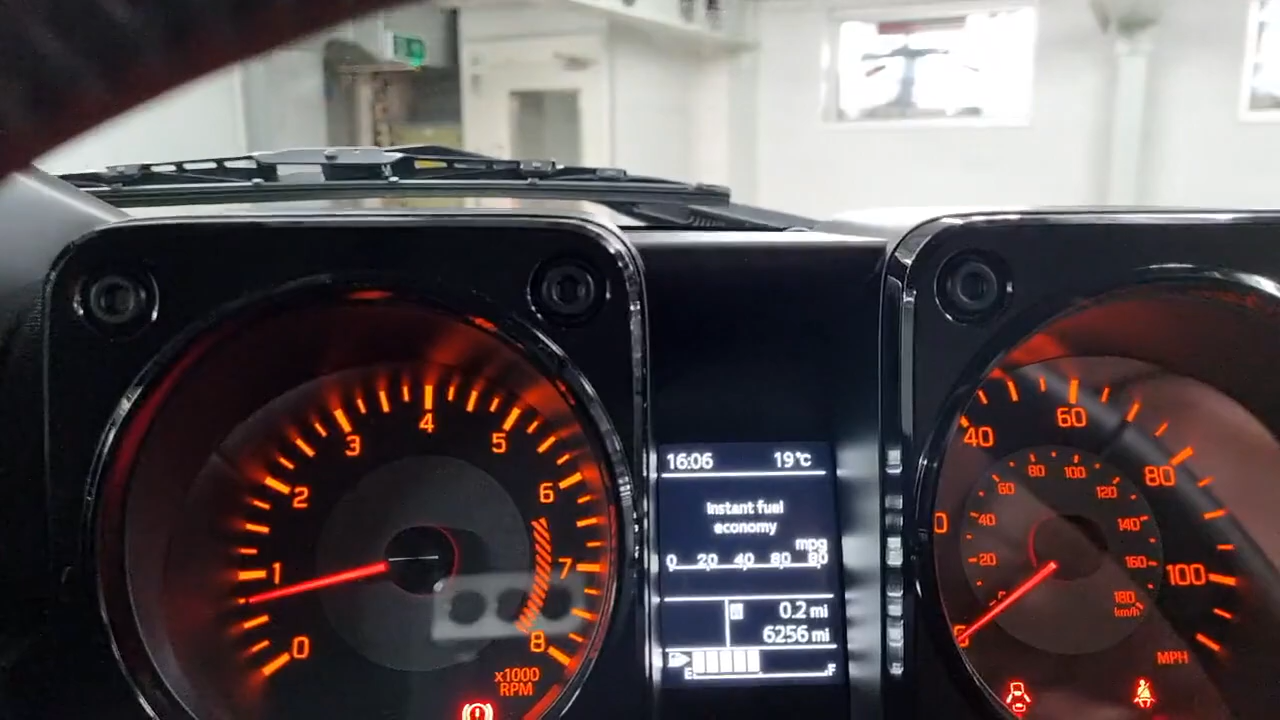 0
1
2
3
4
5
6
7
8
x1000
RPM
16:06 19°C
Instant fuel
economy
mpg
0 20 40 60 80
0.2 mi
6256 mi
E F
0
40
60
80
100
MPH
20
40
60
80
100
120
140
160
180
km/h